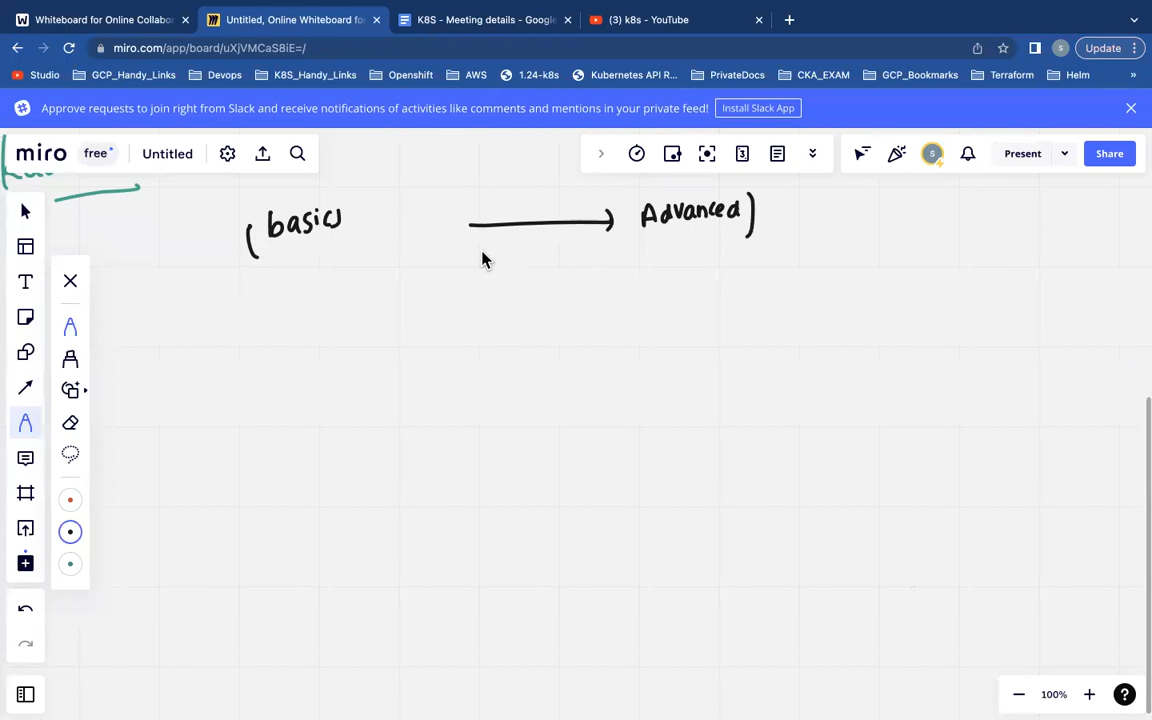 Whiteboard for Online Collabo
Untitled, Online Whiteboard fo
K8S - Meeting details - Google
(3) k8s - YouTube
miro.com/app/board/uXjVMCaS8iE=/
S
Update
Studio
GCP_Handy_Links
Devops
K8S_Handy_Links
Openshift
AWS
1.24-k8s
Kubernetes API R...
PrivateDocs
CKA_EXAM
GCP_Bookmarks
Terraform
Helm
»
Approve requests to join right from Slack and receive notifications of activities like comments and mentions in your private feed!
Install Slack App
miro
free
Untitled
3
S
Present
Share
(basics → Advanced)
100%
?